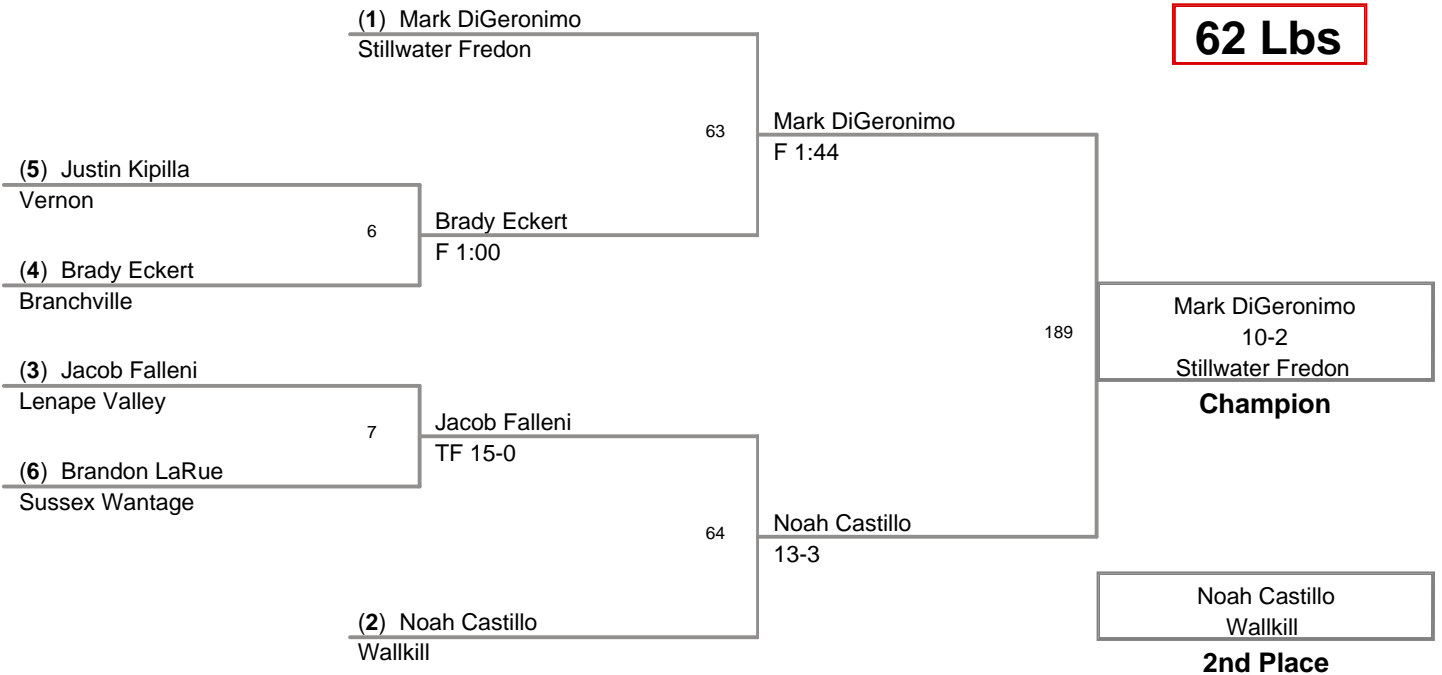 (1) Mark DiGeronimo
Stillwater Fredon
62 Lbs
63
Mark DiGeronimo
F 1:44
(5) Justin Kipilla
Vernon
6
Brady Eckert
F 1:00
(4) Brady Eckert
Branchville
189
Mark DiGeronimo
10-2
Stillwater Fredon
Champion
(3) Jacob Falleni
Lenape Valley
7
Jacob Falleni
TF 15-0
(6) Brandon LaRue
Sussex Wantage
64
Noah Castillo
13-3
(2) Noah Castillo
Wallkill
Noah Castillo
Wallkill
2nd Place